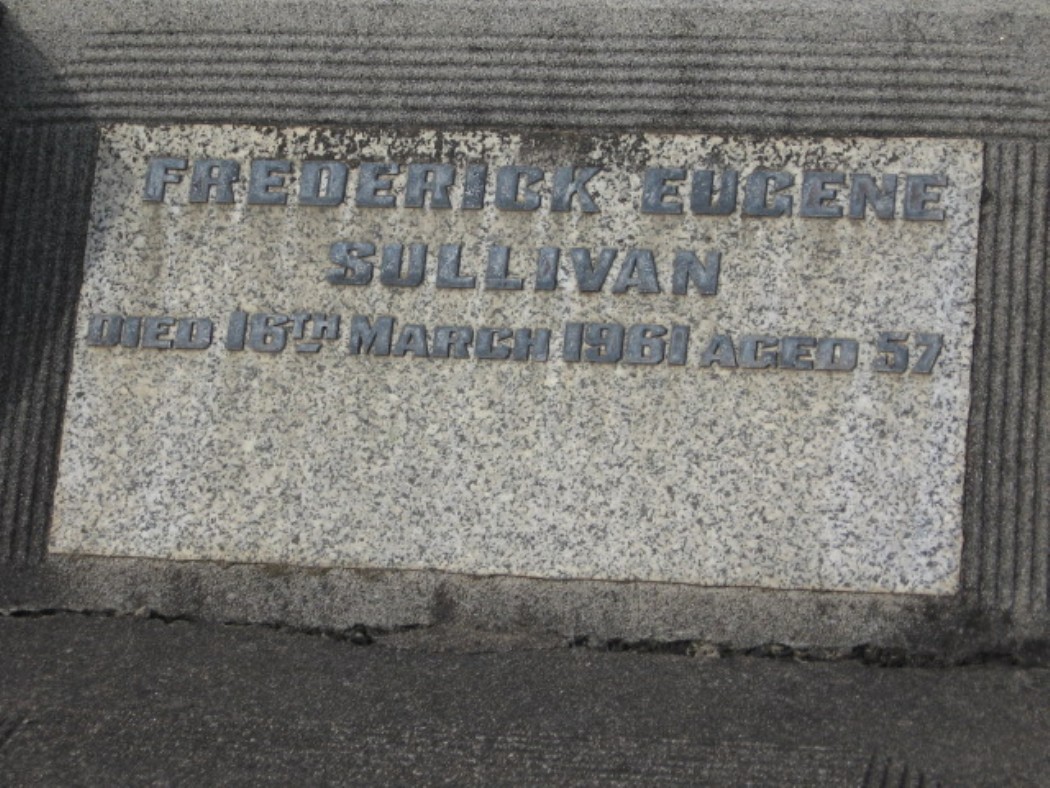 FREDERICK EUGENE
SULLIVAN
DIED 16TH MARCH 1961 AGED 57